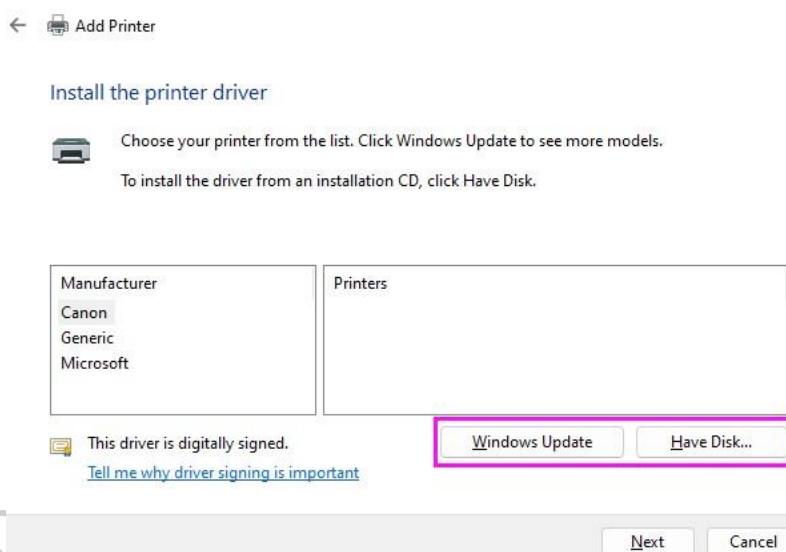 Add Printer
Install the printer driver
Choose your printer from the list. Click Windows Update to see more models.
To install the driver from an installation CD, click Have Disk.
Manufacturer
Canon
Generic
Microsoft
Printers
This driver is digitally signed.
Tell me why driver signing is important
Windows Update
Have Disk...
Next
Cancel